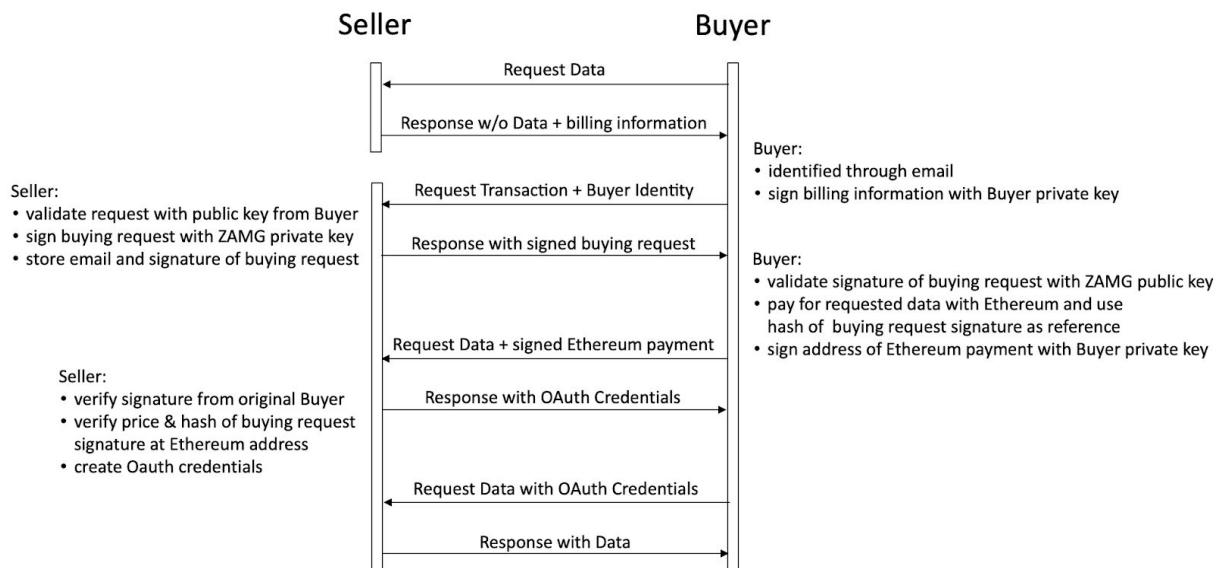 Seller
Buyer
Request Data
Response w/o Data + billing information
Buyer:
• identified through email
• sign billing information with Buyer private key
Request Transaction + Buyer Identity
Seller:
• validate request with public key from Buyer
• sign buying request with ZAMG private key
• store email and signature of buying request
Response with signed buying request
Buyer:
• validate signature of buying request with ZAMG public key
• pay for requested data with Ethereum and use
hash of buying request signature as reference
• sign address of Ethereum payment with Buyer private key
Request Data + signed Ethereum payment
Seller:
• verify signature from original Buyer
• verify price & hash of buying request
signature at Ethereum address
• create Oauth credentials
Response with OAuth Credentials
Request Data with OAuth Credentials
Response with Data